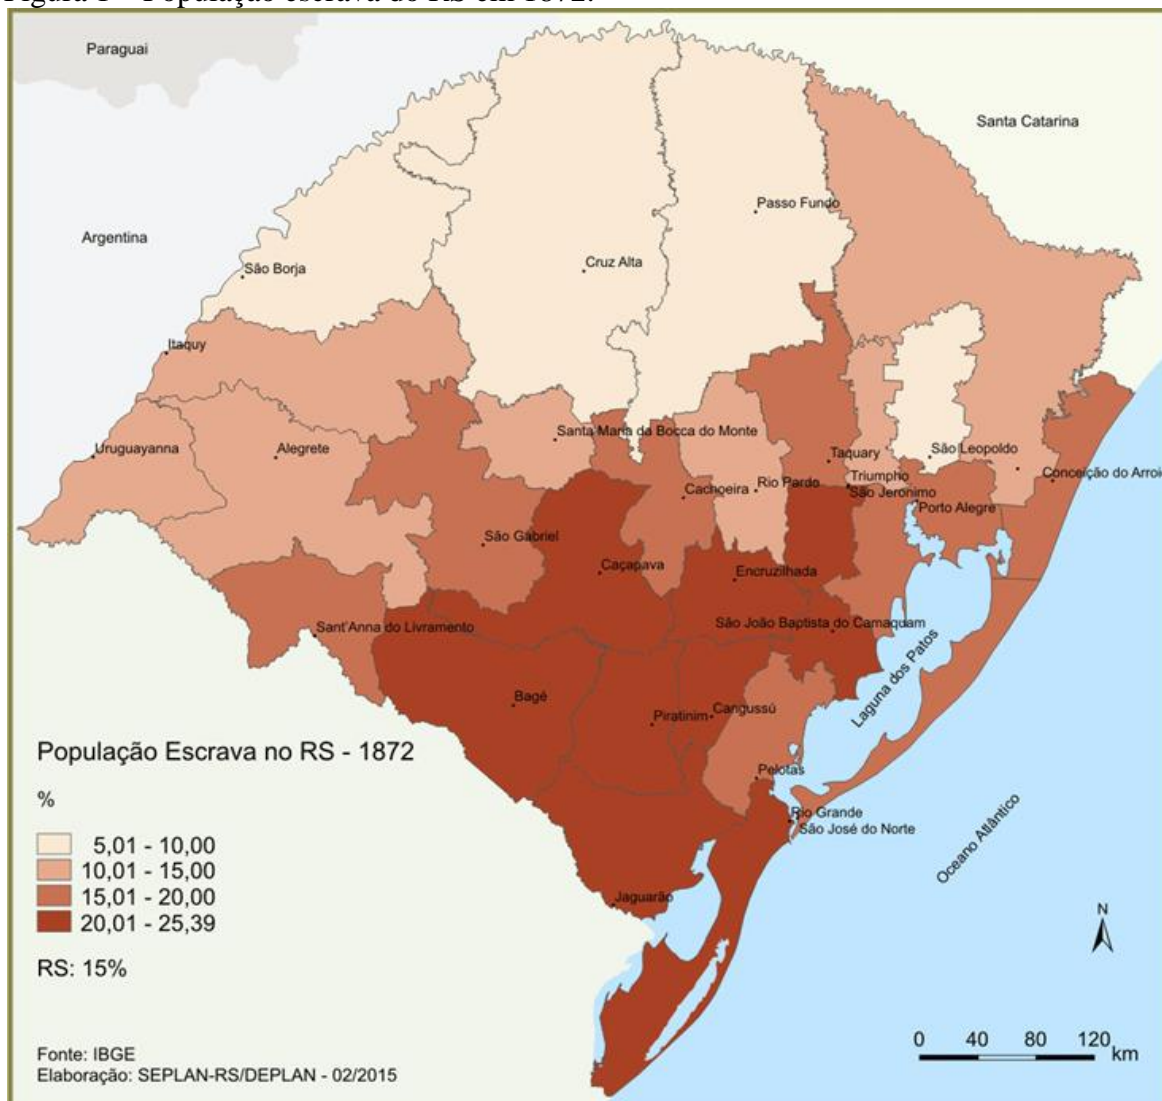 Figura 1 – População escrava do RS em 1872.
Paraguai
Santa Catarina
Argentina
Passo Fundo
São Borja
Cruz Alta
Itaquy
Uruguayanna
Alegrete
Santa Maria da Bocca do Monte
São Leopoldo
Taquary
Conceição do Arroio
Triumpho
Rio Pardo
Cachoeira
São Jeronimo
Porto Alegre
São Gabriel
Caçapava
Encruzilhada
Sant'Anna do Livramento
São João Baptista do Camaquam
Laguna dos Patos
Bagé
Piratinim
Cangussú
Pelotas
Rio Grande
São José do Norte
Oceano Atlântico
Jaguarão
População Escrava no RS - 1872
%
5,01 - 10,00
10,01 - 15,00
15,01 - 20,00
20,01 - 25,39
RS: 15%
N
0 40 80 120 km
Fonte: IBGE
Elaboração: SEPLAN-RS/DEPLAN - 02/2015